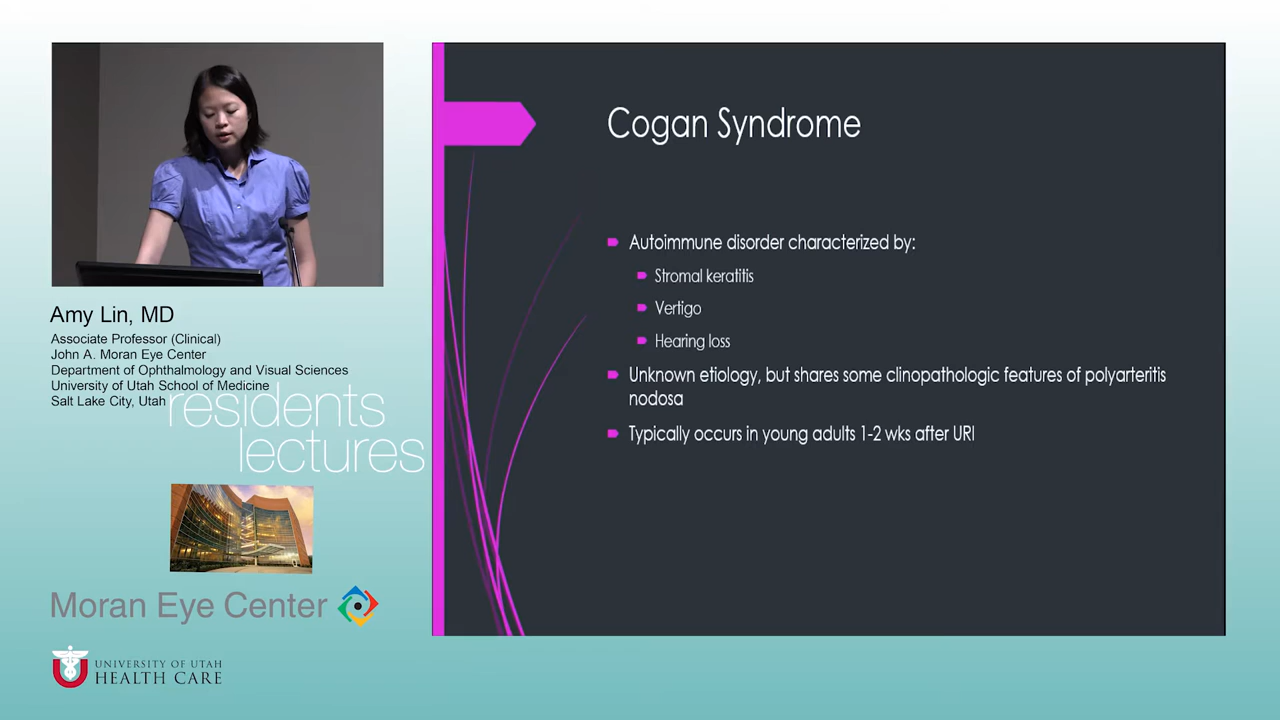 Cogan Syndrome
Autoimmune disorder characterized by:
Stromal keratitis
Vertigo
Hearing loss
Unknown etiology, but shares some clinopathologic features of polyarteritis
nodosa
Typically occurs in young adults 1-2 wks after URI
Amy Lin, MD
Associate Professor (Clinical)
John A. Moran Eye Center
Department of Ophthalmology and Visual Sciences
University of Utah School of Medicine
Salt Lake City, Utah
residents
lectures
Moran Eye Center
UNIVERSITY OF UTAH
HEALTH CARE